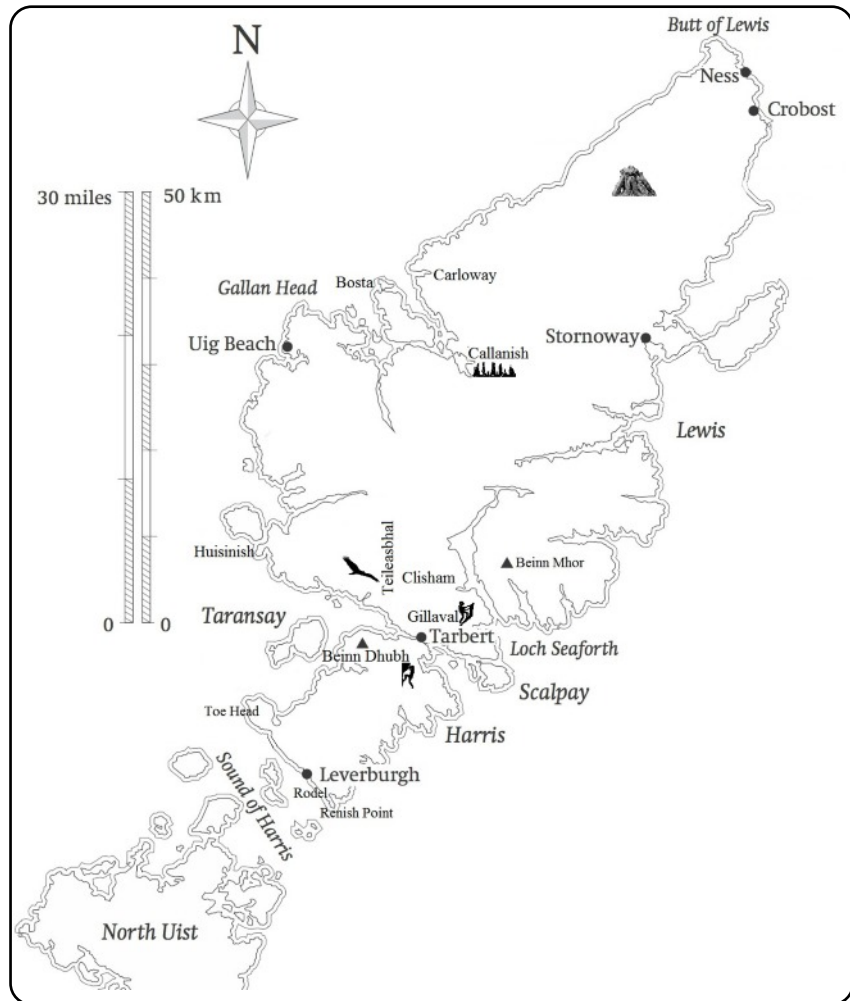 Butt of Lewis
N
Ness
Crobost
30 miles
50 km
Gallan Head
Bosta
Carloway
Uig Beach
Stornoway
Callanish
Lewis
Huisinish
Teileasbhal
Beinn Mhor
Clisham
Taransay
Gillaval
0
0
Tarbert
Loch Seaforth
Beinn Dhubh
Scalpay
Toe Head
Harris
Sound of Harris
Leverburgh
Rodel
Renish Point
North Uist